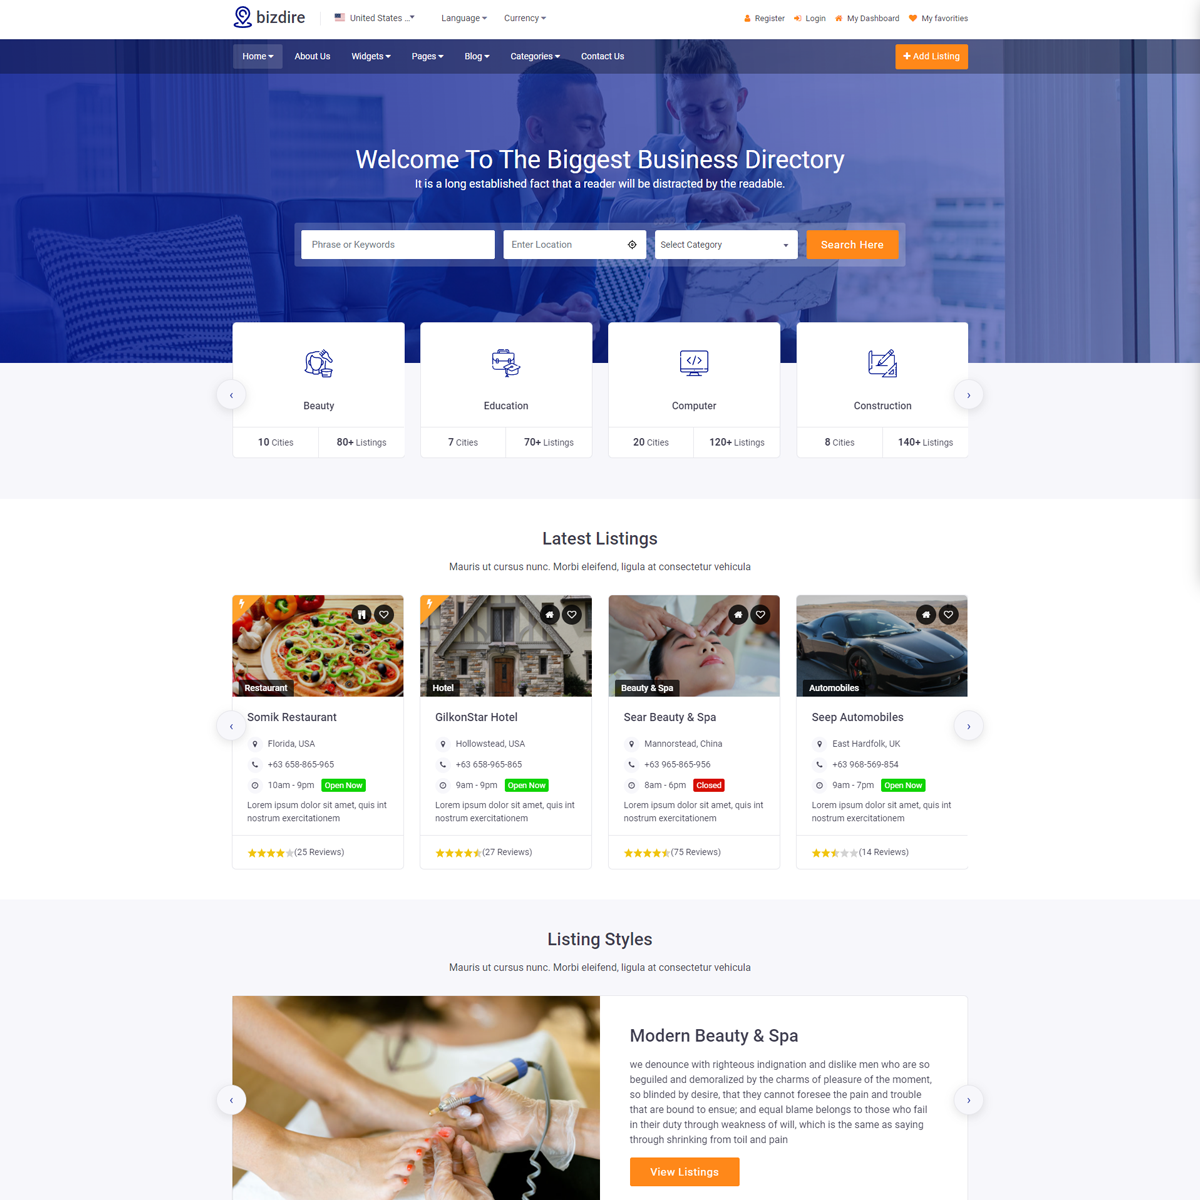 bizdire
United States ...
Language
Currency
Register
Login
My Dashboard
My favorities
Home
About Us
Widgets
Pages
Blog
Categories
Contact Us
+ Add Listing
Welcome To The Biggest Business Directory
It is a long established fact that a reader will be distracted by the readable.
Phrase or Keywords
Enter Location
Select Category
Search Here
Beauty
10 Cities
80+ Listings
Education
7 Cities
70+ Listings
Computer
20 Cities
120+ Listings
Construction
8 Cities
140+ Listings
Latest Listings
Mauris ut cursus nunc. Morbi eleifend, ligula at consectetur vehicula
Restaurant
Somik Restaurant
Florida, USA
+63 658-865-965
10am - 9pm Open Now
Lorem ipsum dolor sit amet, quis int
nostrum exercitationem
(25 Reviews)
Hotel
GilkonStar Hotel
Hollowstead, USA
+63 658-965-865
9am - 9pm Open Now
Lorem ipsum dolor sit amet, quis int
nostrum exercitationem
(27 Reviews)
Beauty & Spa
Sear Beauty & Spa
Mannorstead, China
+63 965-865-956
8am - 6pm Closed
Lorem ipsum dolor sit amet, quis int
nostrum exercitationem
(75 Reviews)
Automobiles
Seep Automobiles
East Hardfolk, UK
+63 968-569-854
9am - 7pm Open Now
Lorem ipsum dolor sit amet, quis int
nostrum exercitationem
(14 Reviews)
Listing Styles
Mauris ut cursus nunc. Morbi eleifend, ligula at consectetur vehicula
Modern Beauty & Spa
we denounce with righteous indignation and dislike men who are so
beguiled and demoralized by the charms of pleasure of the moment,
so blinded by desire, that they cannot foresee the pain and trouble
that are bound to ensue; and equal blame belongs to those who fail
in their duty through weakness of will, which is the same as saying
through shrinking from toil and pain
View Listings